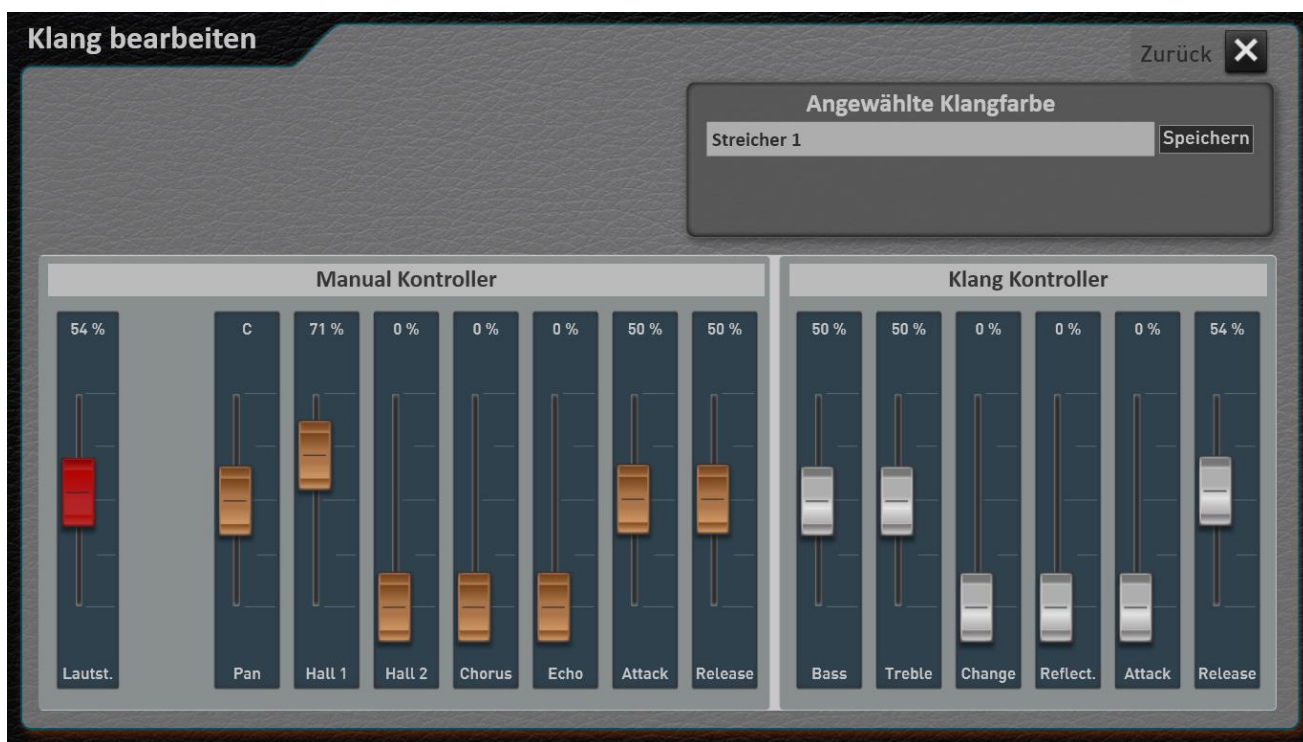 Klang bearbeiten
Zurück X
Angewählte Klangfarbe
Streicher 1 Speichern
Manual Kontroller Klang Kontroller
54 % C 71 % 0 % 0 % 0 % 50 % 50 % 50 % 50 % 0 % 0 % 0 % 54 %
Lautst. Pan Hall 1 Hall 2 Chorus Echo Attack Release Bass Treble Change Reflect. Attack Release